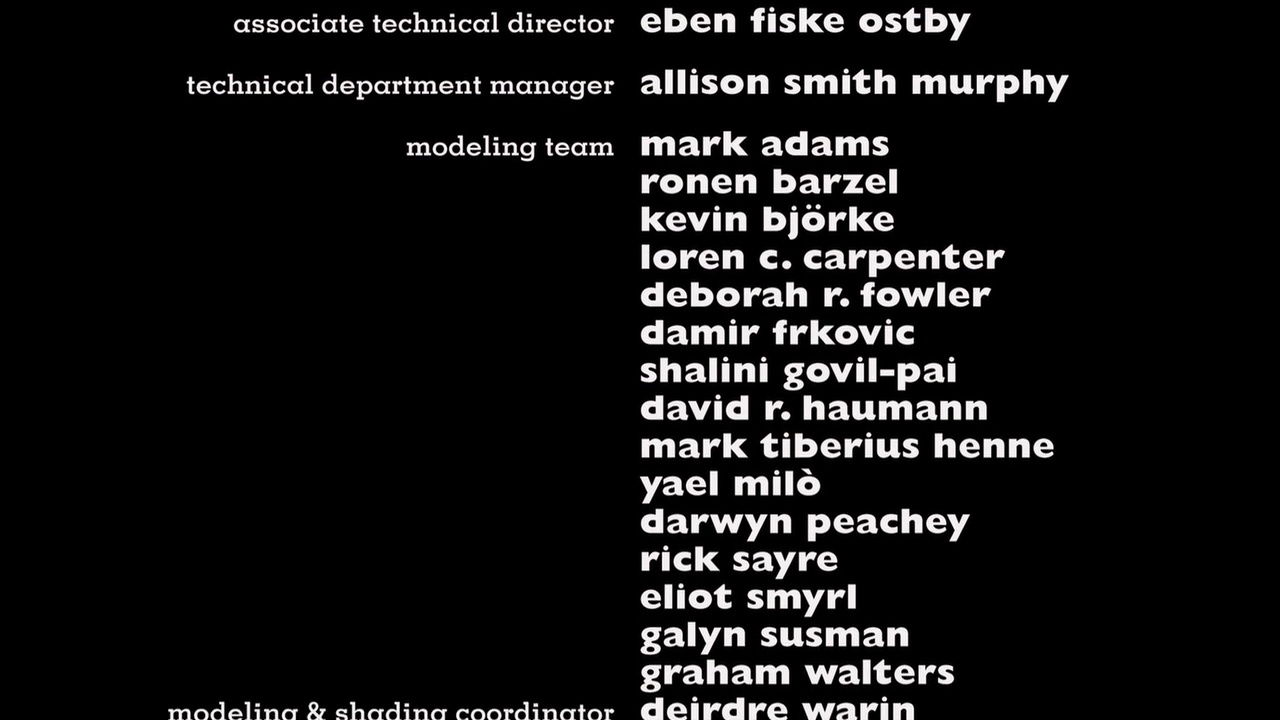 associate technical director eben fiske ostby
technical department manager allison smith murphy
modeling team mark adams
ronen barzel
kevin björke
loren c. carpenter
deborah r. fowler
damir frkovic
shalini govil-pai
david r. haumann
mark tiberius henne
yael milò
darwyn peachey
rick sayre
eliot smyrl
galyn susman
graham walters
modeling & shading coordinator deirdre warin